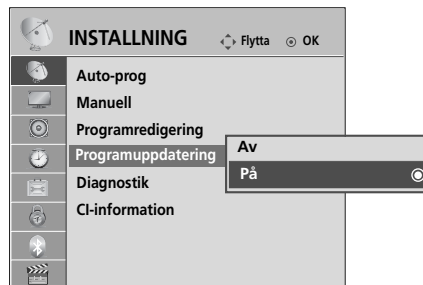 INSTALLNING Flytta OK
Auto-prog
Manuell
Programredigering
Programuppdatering
Av
På
Diagnostik
CI-information